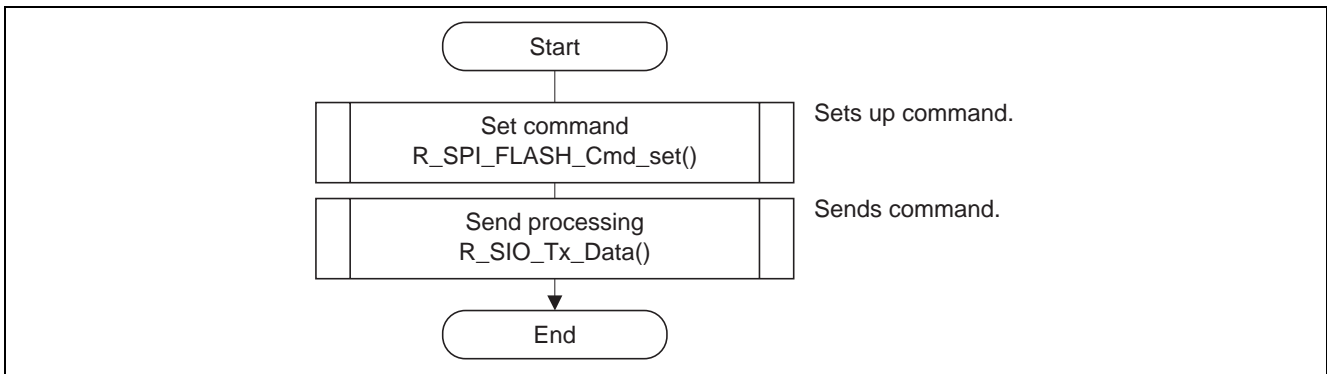 Start
Set command
R_SPI_FLASH_Cmd_set()
Sets up command.
Send processing
R_SIO_Tx_Data()
Sends command.
End